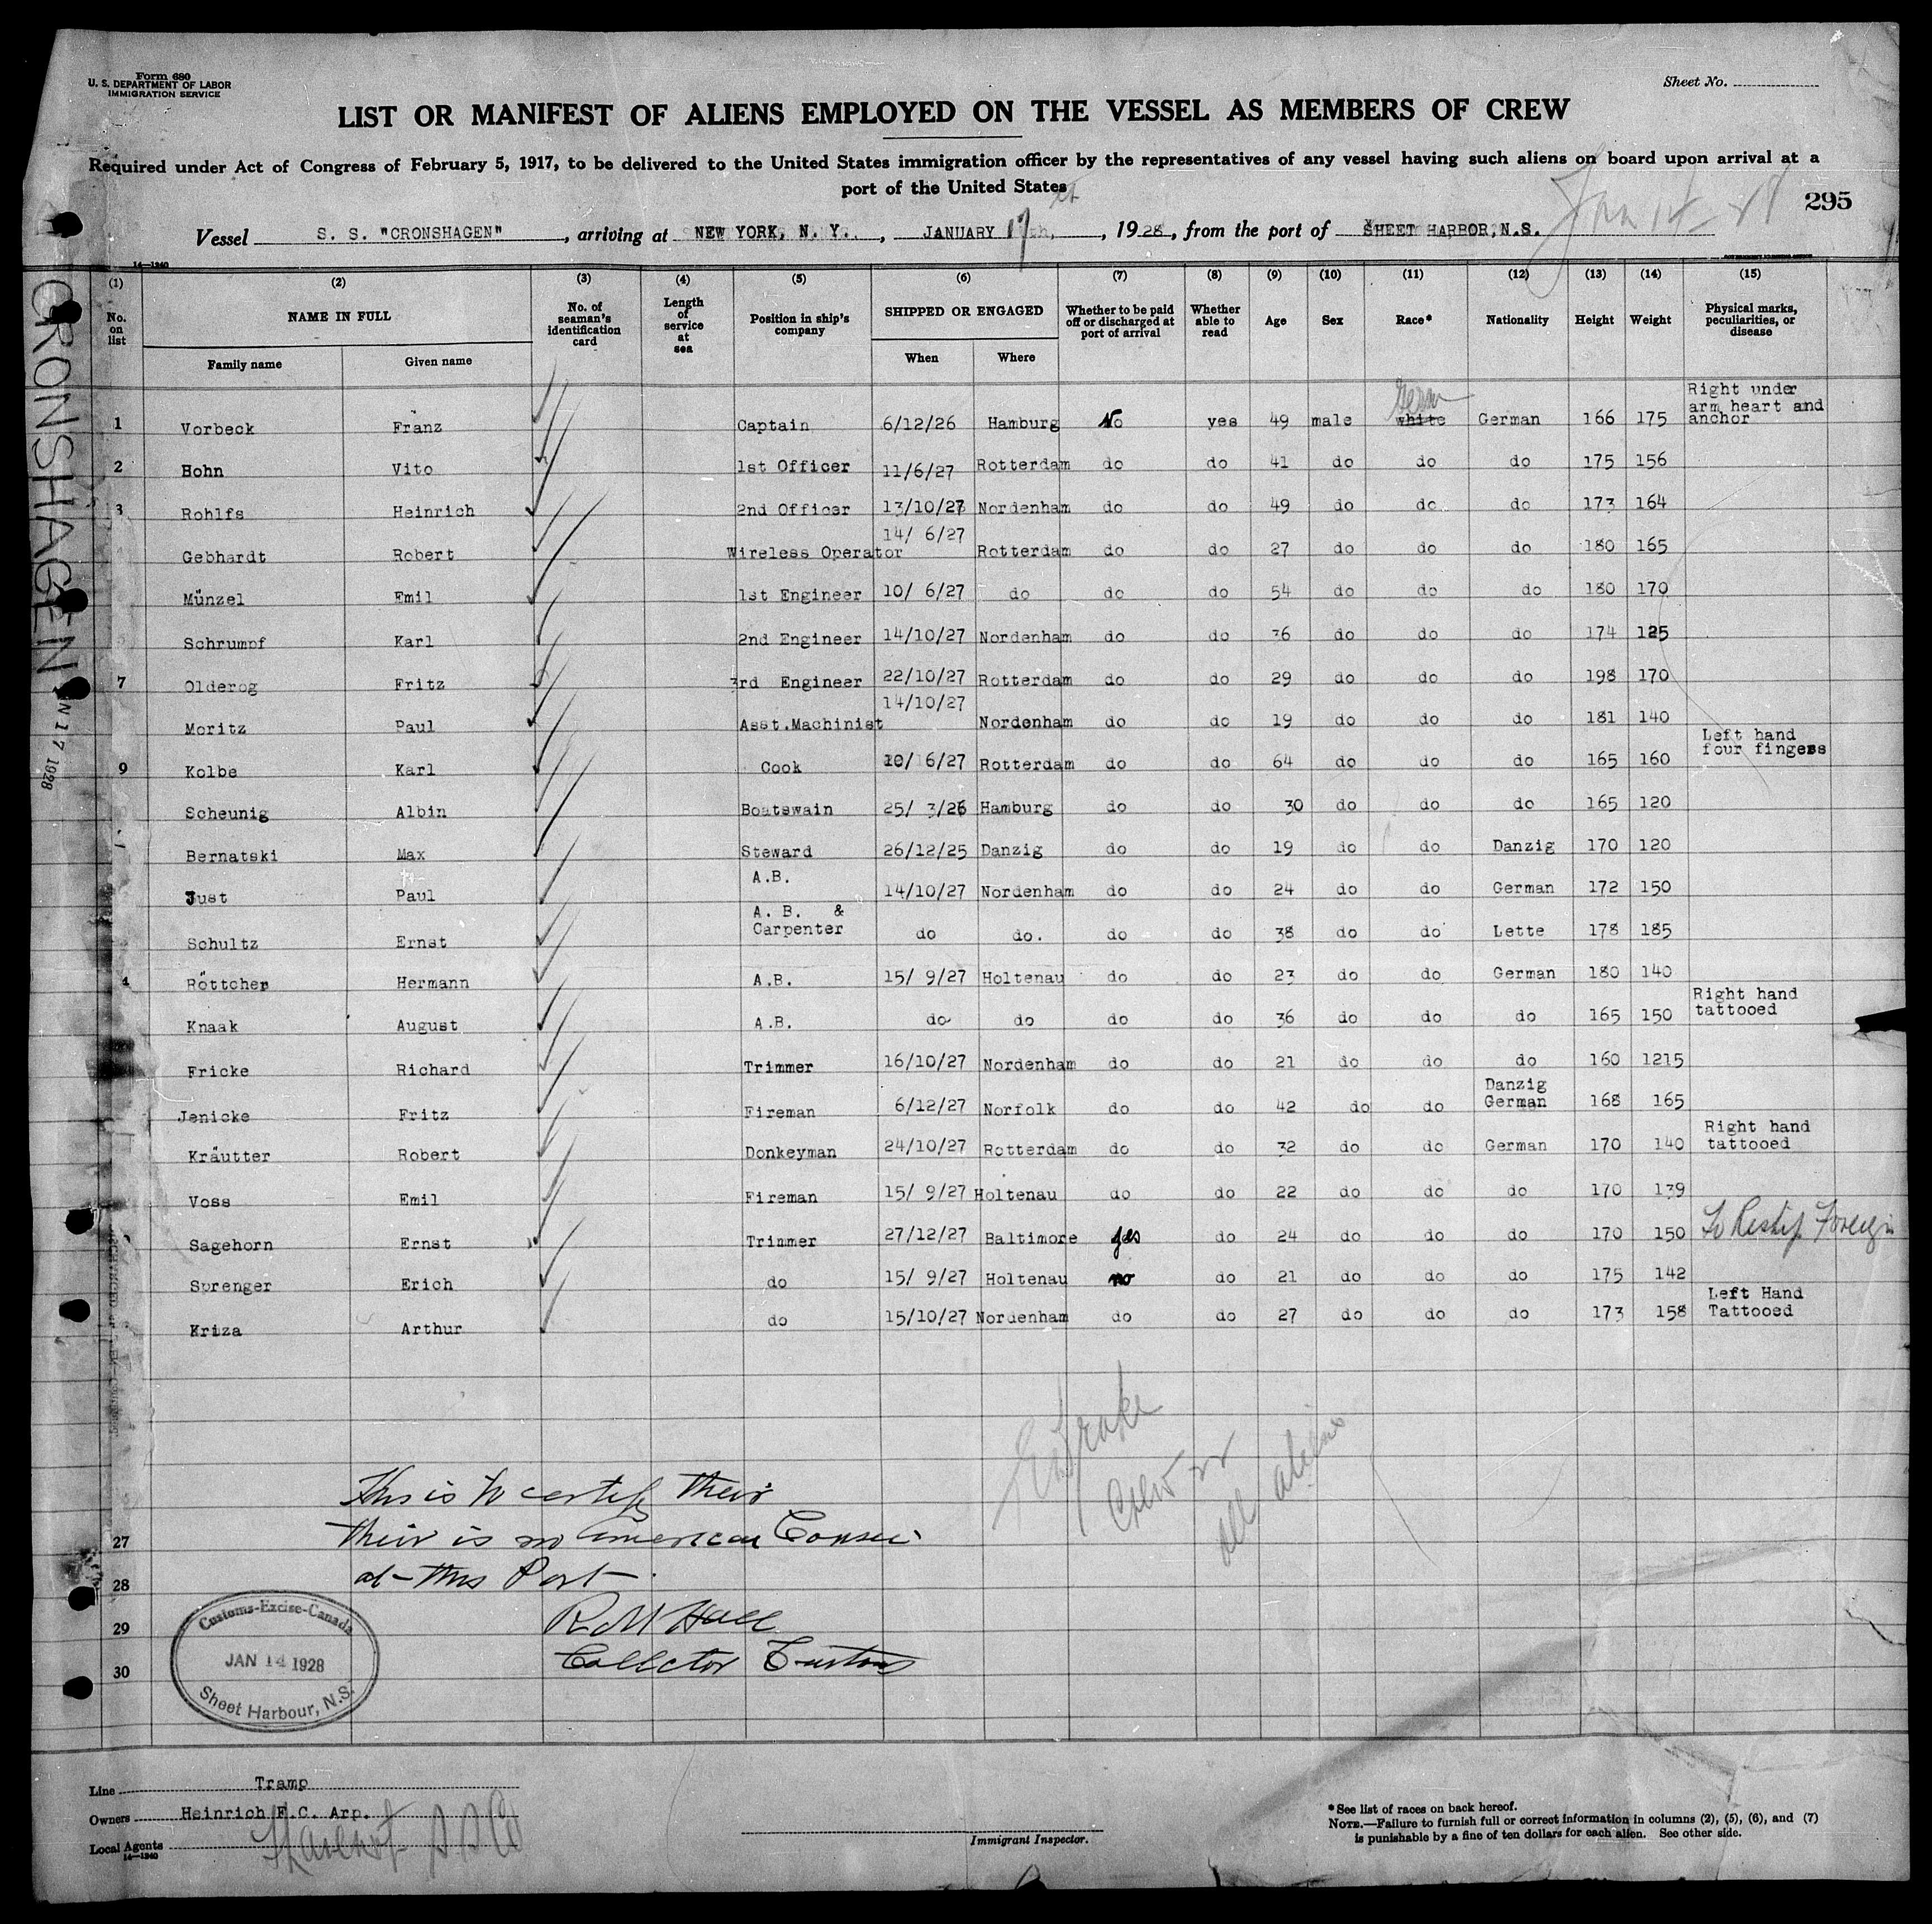 Form 680
U. S. DEPARTMENT OF LABOR
IMMIGRATION SERVICE
Sheet No.
LIST OR MANIFEST OF ALIENS EMPLOYED ON THE VESSEL AS MEMBERS OF CREW
Required under Act of Congress of February 5, 1917, to be delivered to the United States immigration officer by the representatives of any vessel having such aliens on board upon arrival at a
port of the United States
295
Vessel S. S. "CRONSHAGEN", arriving at NEW YORK, N. Y., JANUARY 17th, 1928, from the port of SHEET HARBOR, N.S.
14—1240
(1) (2) (3) (4) (5) (6) (7) (8) (9) (10) (11) (12) (13) (14) (15)
No. on list NAME IN FULL No. of seaman's identification card Length of service at sea Position in ship's company SHIPPED OR ENGAGED Whether to be paid off or discharged at port of arrival Whether able to read Age Sex Race* Nationality Height Weight Physical marks, peculiarities, or disease
Family name Given name When Where
1 Vorbeck Franz Captain 6/12/26 Hamburg No yes 49 male white German 166 175 Right under arm heart and anchor
2 Hohn Vito 1st Officer 11/6/27 Rotterdam do do 41 do do do 175 156
3 Rohlfs Heinrich 2nd Officer 13/10/27 Nordenham do do 49 do do do 173 164
Gebhardt Robert Wireless Operator 14/ 6/27 Rotterdam do do 27 do do do 180 165
Münzel Emil 1st Engineer 10/ 6/27 do do do 54 do do do 180 170
Schrumpf Karl 2nd Engineer 14/10/27 Nordenham do do 36 do do do 174 125
7 Olderog Fritz 3rd Engineer 22/10/27 Rotterdam do do 29 do do do 198 170
Moritz Paul Asst.Machinist 14/10/27 Nordenham do do 19 do do do 181 140
9 Kolbe Karl Cook 10/ 6/27 Rotterdam do do 64 do do do 165 160 Left hand four fingers
Scheunig Albin Boatswain 25/ 3/26 Hamburg do do 30 do do do 165 120
Bernatski Max Steward 26/12/25 Danzig do do 19 do do Danzig 170 120
Just Paul A.B. 14/10/27 Nordenham do do 24 do do German 172 150
Schultz Ernst A. B. & Carpenter do do. do do 38 do do Lette 178 185
4 Röttcher Hermann A.B. 15/ 9/27 Holtenau do do 23 do do German 180 140
Knaak August A.B. do do do do 36 do do do 165 150 Right hand tattooed
Fricke Richard Trimmer 16/10/27 Nordenham do do 21 do do do 160 1215
Jenicke Fritz Fireman 6/12/27 Norfolk do do 42 do do Danzig German 168 165
Kräutter Robert Donkeyman 24/10/27 Rotterdam do do 32 do do German 170 140 Right hand tattooed
Voss Emil Fireman 15/ 9/27 Holtenau do do 22 do do do 170 139
Sagehorn Ernst Trimmer 27/12/27 Baltimore yes do 24 do do do 170 150 To Reship Foreign
Sprenger Erich do 15/ 9/27 Holtenau no do 21 do do do 175 142
Kriza Arthur do 15/10/27 Nordenham do do 27 do do do 173 158 Left Hand Tattooed
Crew 22
all aliens
This is to certify their
their is no American Consul
at this Port.
R M Hall
Collector Customs
27
28
29
30
Customs-Excise-Canada
JAN 14 1928
Sheet Harbour, N.S.
CRONSHAGEN
N 17 1928
Line Tramp
Owners Heinrich F.C. Arp.
Local Agents
14—1240
Immigrant Inspector.
*See list of races on back hereof.
NOTE.—Failure to furnish full or correct information in columns (2), (5), (6), and (7)
is punishable by a fine of ten dollars for each alien. See other side.